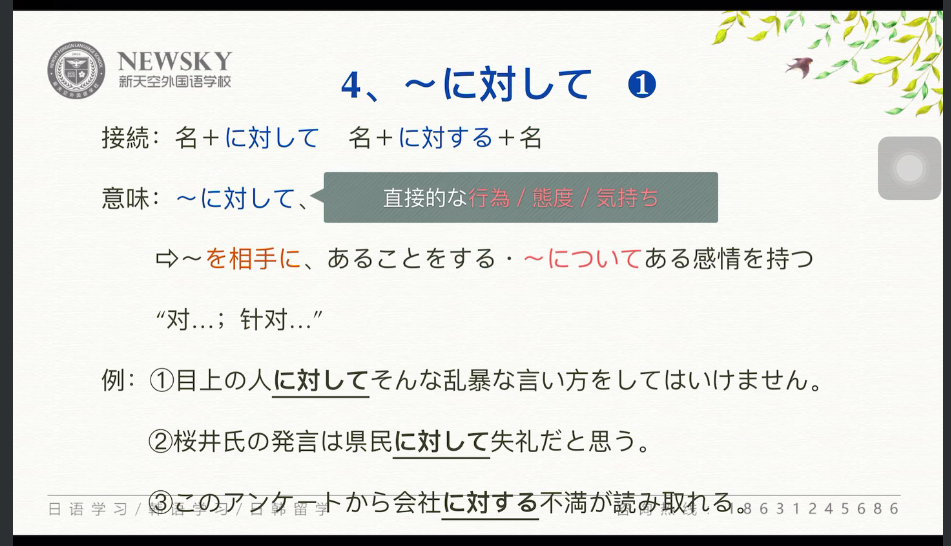 NEWSKY
新天空外国语学校
4、～に対して ❶
接続：名＋に対して 名＋に対する＋名
意味：～に対して、直接的な行為 / 態度 / 気持ち
⇨～を相手に、あることをする・～についてある感情を持つ
“对…；针对…”
例：①目上の人に対してそんな乱暴な言い方をしてはいけません。
②桜井氏の発言は県民に対して失礼だと思う。
③このアンケートから会社に対する不満が読み取れる。
日语学习/韩语学习/日韩留学 18631245686